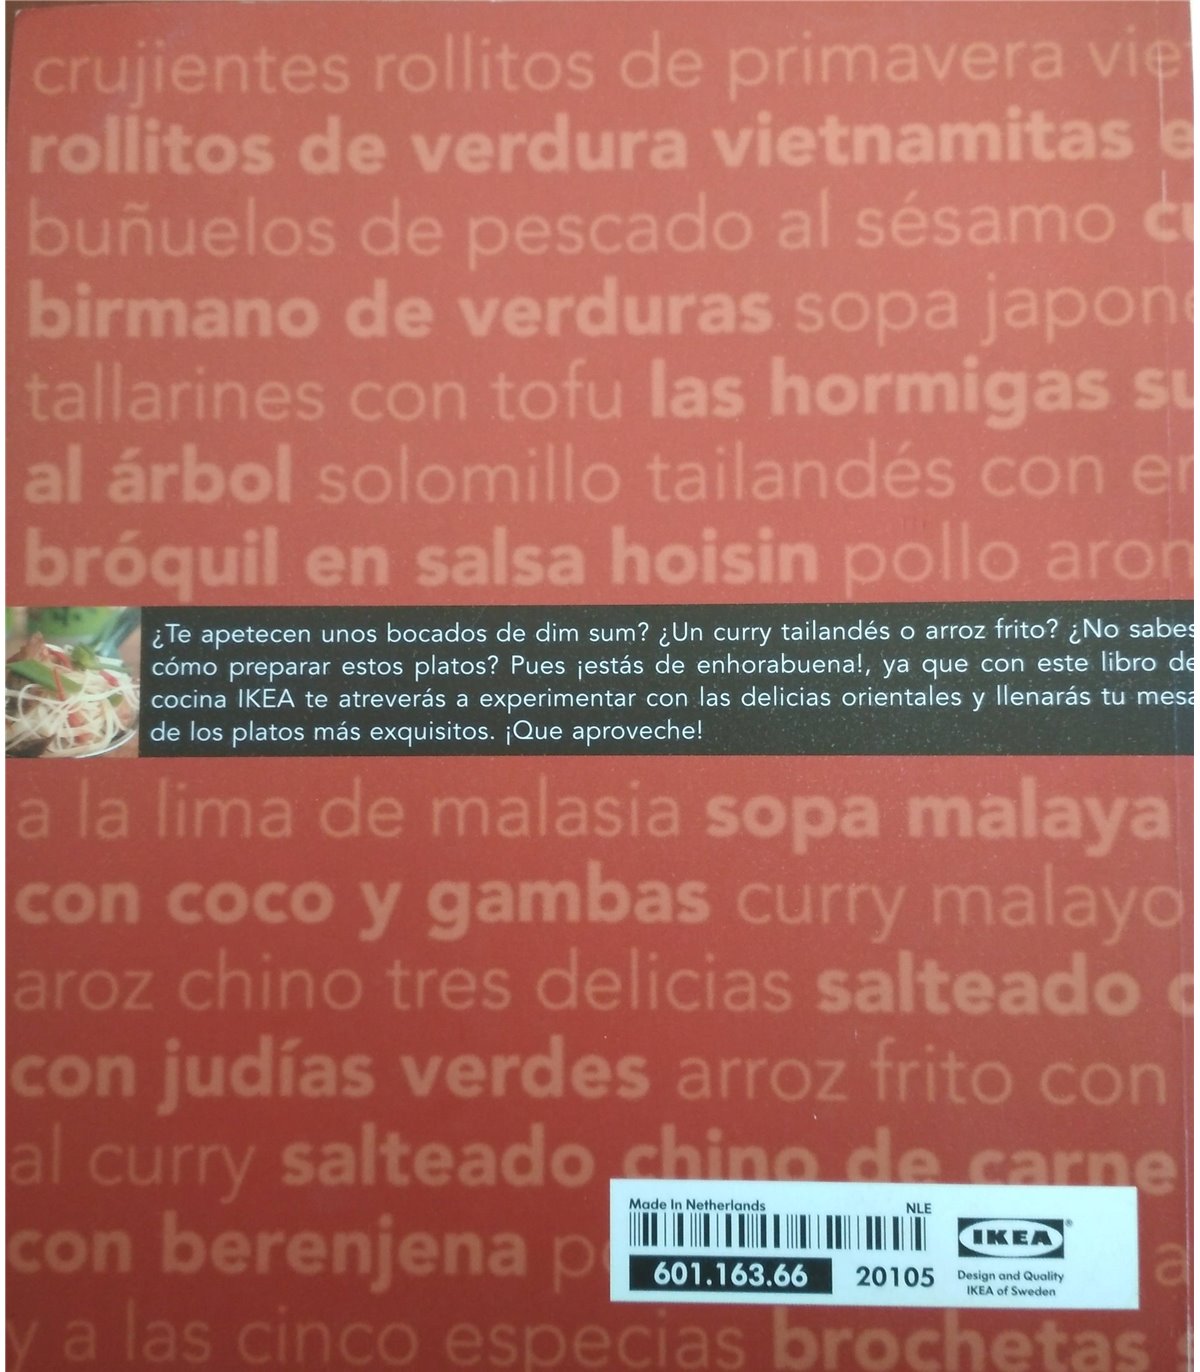 crujientes rollitos de primavera viet
rollitos de verdura vietnamitas e
buñuelos de pescado al sésamo cu
birmano de verduras sopa japone
tallarines con tofu las hormigas su
al árbol solomillo tailandés con en
bróquil en salsa hoisin pollo arom
¿Te apetecen unos bocados de dim sum? ¿Un curry tailandés o arroz frito? ¿No sabes
cómo preparar estos platos? Pues ¡estás de enhorabuena!, ya que con este libro de
cocina IKEA te atreverás a experimentar con las delicias orientales y llenarás tu mesa
de los platos más exquisitos. ¡Que aproveche!
a la lima de malasia sopa malaya
con coco y gambas curry malayo
aroz chino tres delicias salteado c
con judías verdes arroz frito con
al curry salteado chino de carne
con berenjena po a
y a las cinco especias brochetas
Made In Netherlands NLE
601.163.66 20105
IKEA®
Design and Quality
IKEA of Sweden